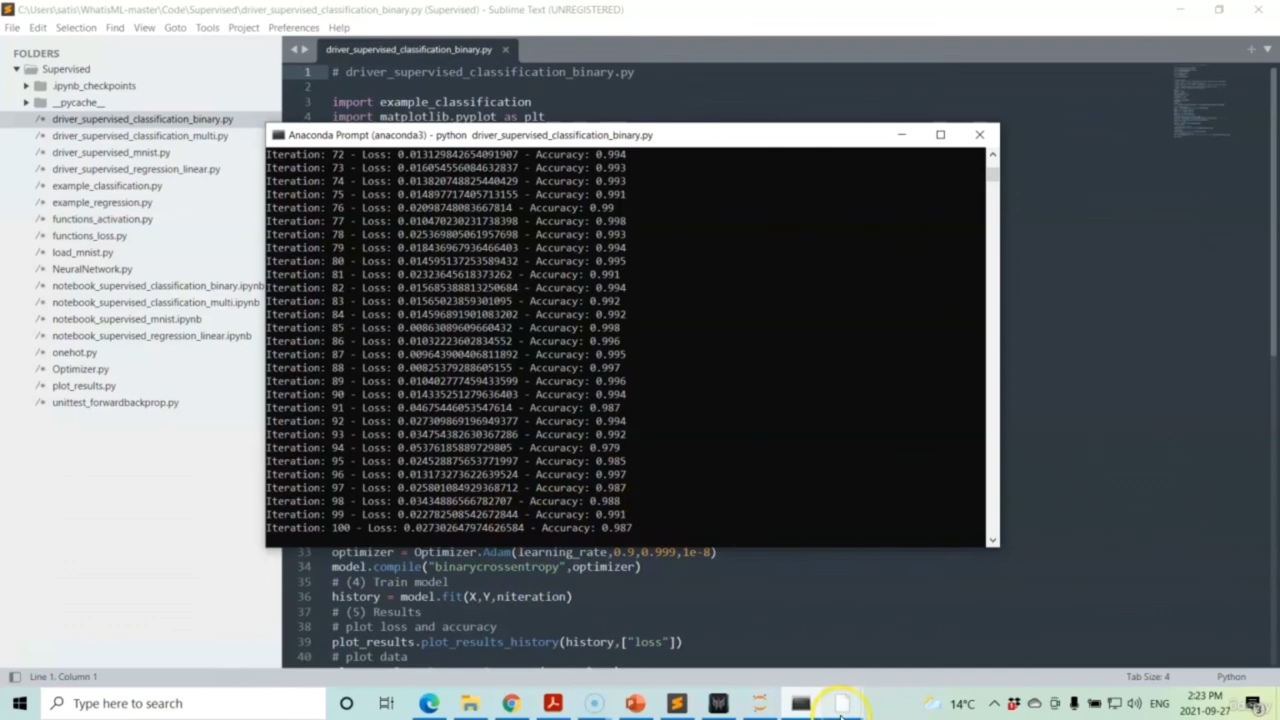 C:\Users\satis\WhatisML-master\Code\Supervised\driver_supervised_classification_binary.py (Supervised) - Sublime Text (UNREGISTERED)
File Edit Selection Find View Goto Tools Project Preferences Help
FOLDERS
Supervised
.ipynb_checkpoints
__pycache__
driver_supervised_classification_binary.py
driver_supervised_classification_multi.py
driver_supervised_mnist.py
driver_supervised_regression_linear.py
example_classification.py
example_regression.py
functions_activation.py
functions_loss.py
load_mnist.py
NeuralNetwork.py
notebook_supervised_classification_binary.ipynb
notebook_supervised_classification_multi.ipynb
notebook_supervised_mnist.ipynb
notebook_supervised_regression_linear.ipynb
onehot.py
Optimizer.py
plot_results.py
unittest_forwardbackprop.py
driver_supervised_classification_binary.py
1 # driver_supervised_classification_binary.py
2
3 import example_classification
4 import matplotlib.pyplot as plt
Anaconda Prompt (anaconda3) - python driver_supervised_classification_binary.py
Iteration: 72 - Loss: 0.013129842654091907 - Accuracy: 0.994
Iteration: 73 - Loss: 0.016054556084632837 - Accuracy: 0.993
Iteration: 74 - Loss: 0.013820748825440429 - Accuracy: 0.993
Iteration: 75 - Loss: 0.014897717405713155 - Accuracy: 0.991
Iteration: 76 - Loss: 0.02098748083667814 - Accuracy: 0.99
Iteration: 77 - Loss: 0.010470230231738398 - Accuracy: 0.998
Iteration: 78 - Loss: 0.025369805061957698 - Accuracy: 0.993
Iteration: 79 - Loss: 0.018436967936466403 - Accuracy: 0.994
Iteration: 80 - Loss: 0.014595137253589432 - Accuracy: 0.995
Iteration: 81 - Loss: 0.02323645618373262 - Accuracy: 0.991
Iteration: 82 - Loss: 0.015685388813250684 - Accuracy: 0.994
Iteration: 83 - Loss: 0.01565023859301095 - Accuracy: 0.992
Iteration: 84 - Loss: 0.014596891901083202 - Accuracy: 0.992
Iteration: 85 - Loss: 0.00863089609660432 - Accuracy: 0.998
Iteration: 86 - Loss: 0.01032223602834552 - Accuracy: 0.996
Iteration: 87 - Loss: 0.009643900406811892 - Accuracy: 0.995
Iteration: 88 - Loss: 0.00825379288605155 - Accuracy: 0.997
Iteration: 89 - Loss: 0.010402777459433599 - Accuracy: 0.996
Iteration: 90 - Loss: 0.014335251279636403 - Accuracy: 0.994
Iteration: 91 - Loss: 0.04675446053547614 - Accuracy: 0.987
Iteration: 92 - Loss: 0.027309869196949377 - Accuracy: 0.994
Iteration: 93 - Loss: 0.034754382630367286 - Accuracy: 0.992
Iteration: 94 - Loss: 0.05376185889729805 - Accuracy: 0.979
Iteration: 95 - Loss: 0.024528875653771997 - Accuracy: 0.985
Iteration: 96 - Loss: 0.013173273622639524 - Accuracy: 0.997
Iteration: 97 - Loss: 0.025801084929368712 - Accuracy: 0.987
Iteration: 98 - Loss: 0.03434886566782707 - Accuracy: 0.988
Iteration: 99 - Loss: 0.022782508542672844 - Accuracy: 0.991
Iteration: 100 - Loss: 0.027302647974626584 - Accuracy: 0.987
33 optimizer = Optimizer.Adam(learning_rate,0.9,0.999,1e-8)
34 model.compile("binarycrossentropy",optimizer)
35 # (4) Train model
36 history = model.fit(X,Y,niteration)
37 # (5) Results
38 # plot loss and accuracy
39 plot_results.plot_results_history(history,["loss"])
40 # plot data
Line 1, Column 1
Tab Size: 4
Python
Type here to search
14°C
ENG
2:23 PM
2021-09-27